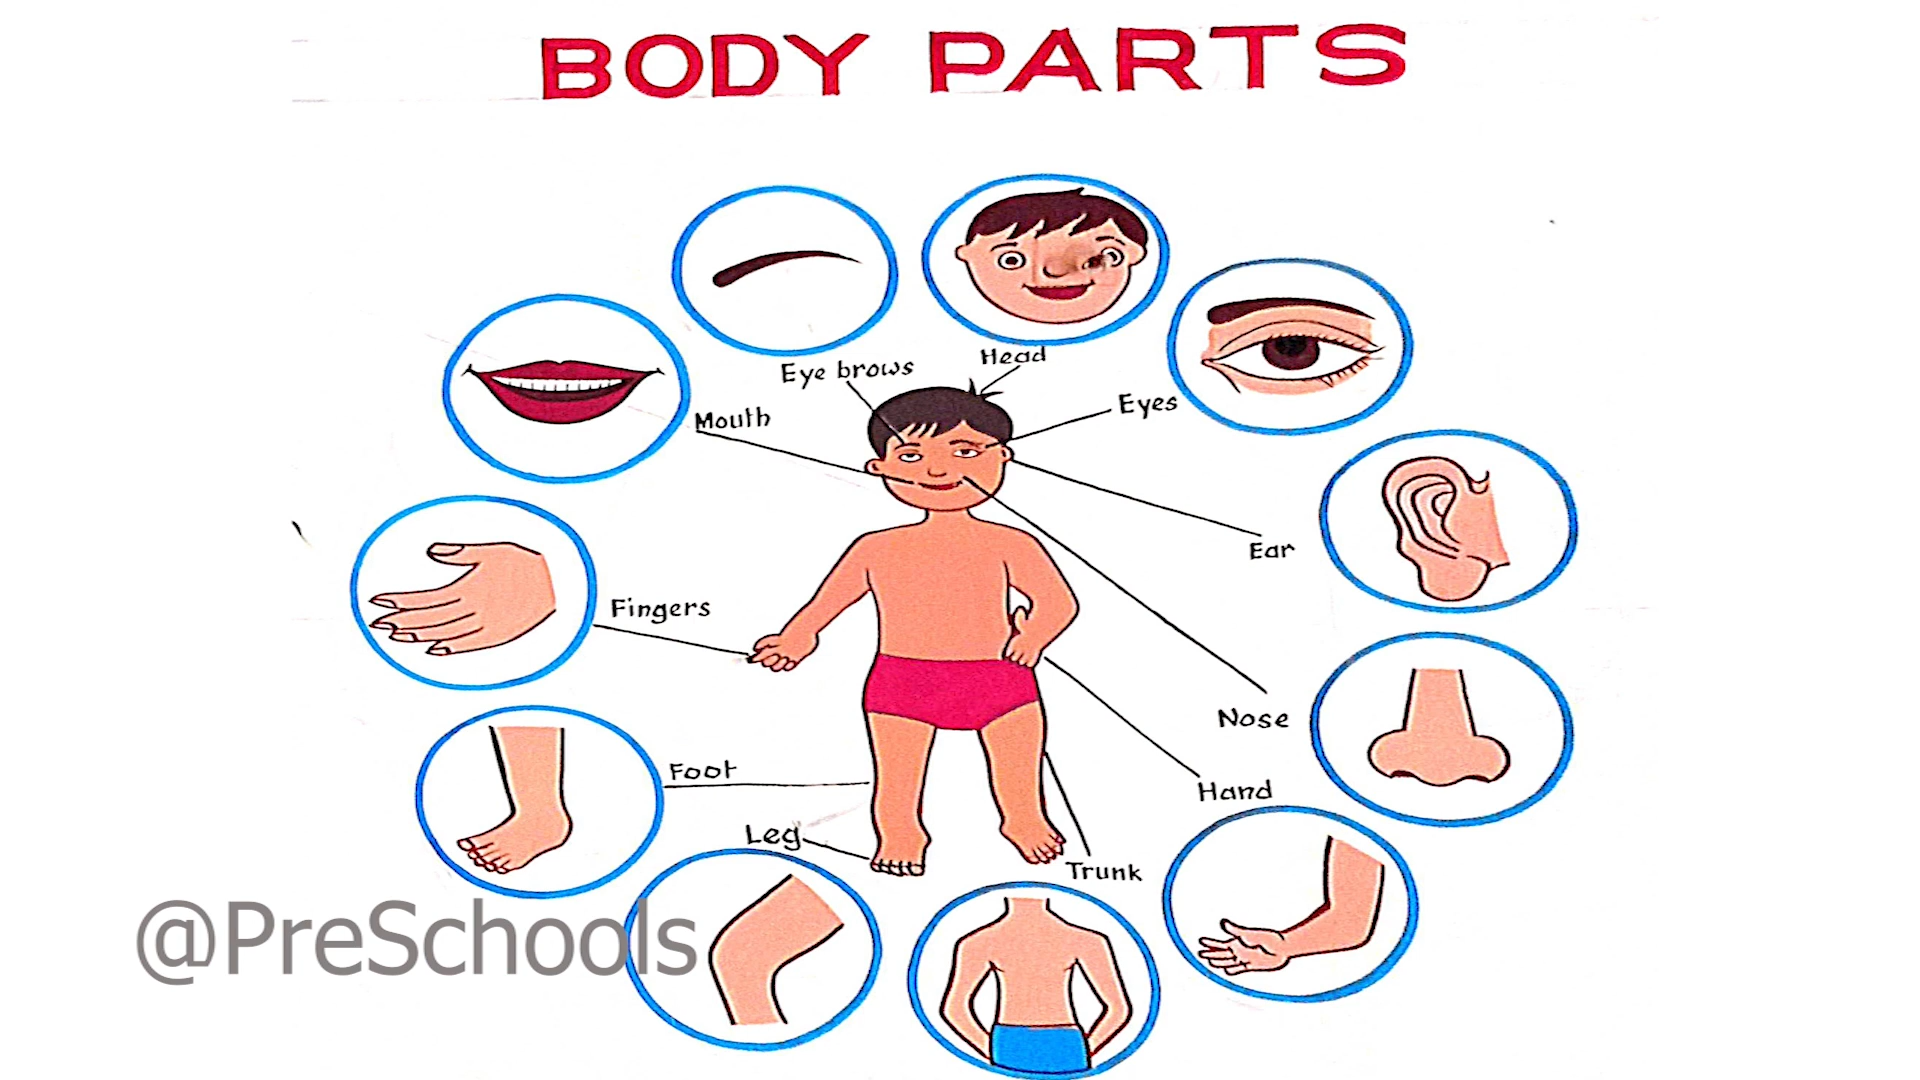 BODY PARTS
Head
Eye brows
Eyes
Mouth
Ear
Fingers
Nose
Foot
Hand
Leg
Trunk
@PreSchools